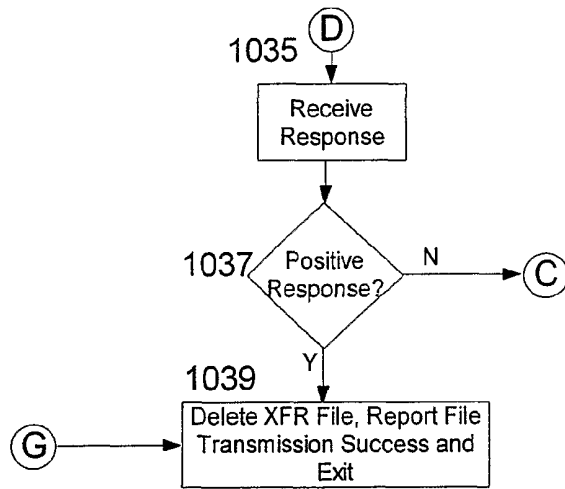 D
1035
Receive
Response
1037
Positive
Response?
N
C
Y
1039
Delete XFR File, Report File
Transmission Success and
Exit
G